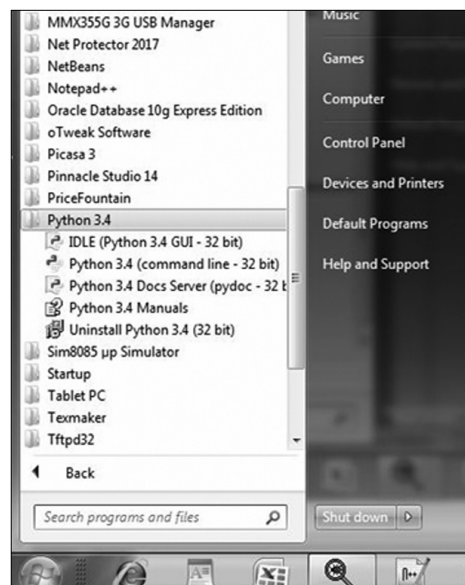 MMX355G 3G USB Manager
Net Protector 2017
NetBeans
Notepad++
Oracle Database 10g Express Edition
oTweak Software
Picasa 3
Pinnacle Studio 14
PriceFountain
Python 3.4
IDLE (Python 3.4 GUI - 32 bit)
Python 3.4 (command line - 32 bit)
Python 3.4 Docs Server (pydoc - 32 b
Python 3.4 Manuals
Uninstall Python 3.4 (32 bit)
Sim8085 µp Simulator
Startup
Tablet PC
Texmaker
Tftpd32
Back
Search programs and files
Music
Games
Computer
Control Panel
Devices and Printers
Default Programs
Help and Support
Shut down